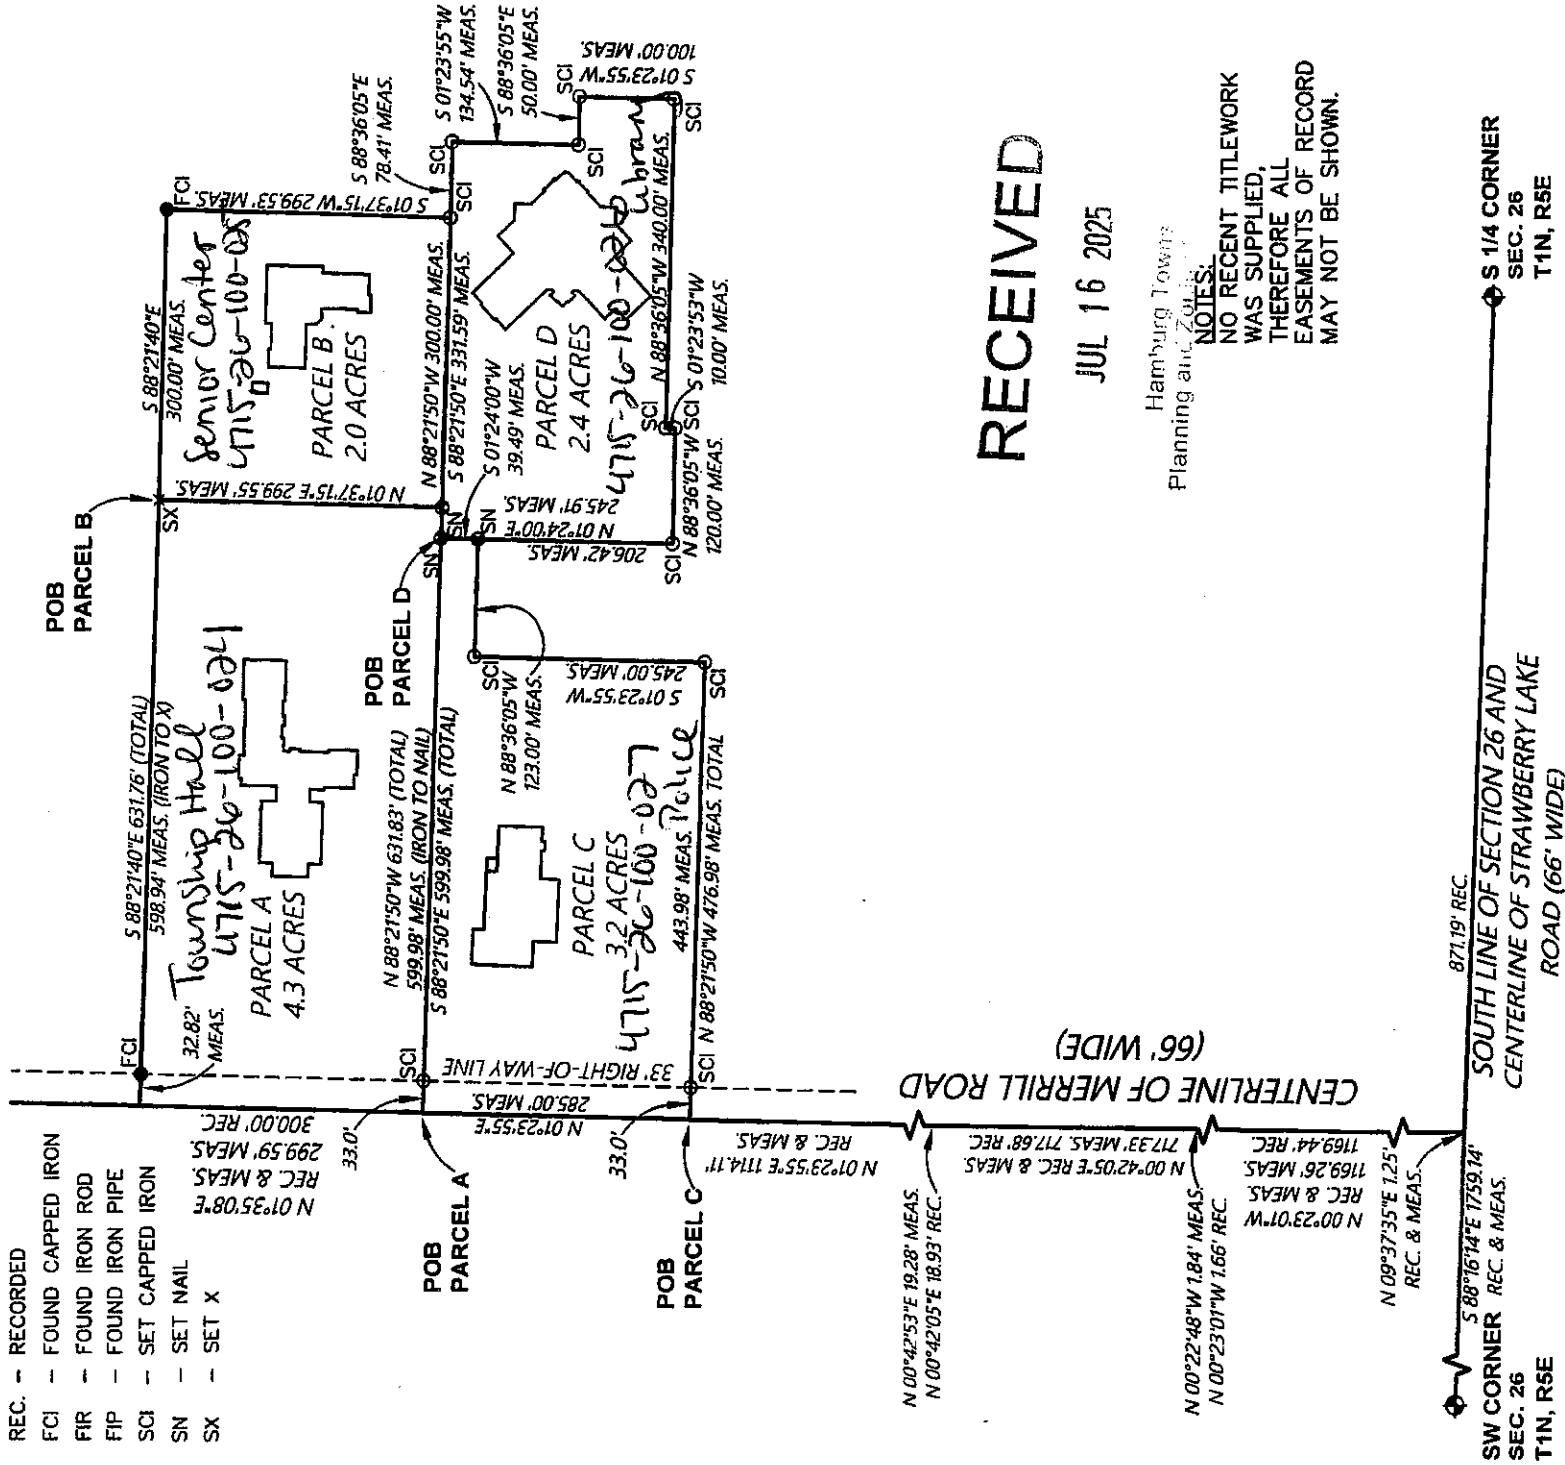 REC. - RECORDED
FCI - FOUND CAPPED IRON
FIR - FOUND IRON ROD
FIP - FOUND IRON PIPE
SCI - SET CAPPED IRON
SN - SET NAIL
SX - SET X
POB
PARCEL B
FCI
S 88°21'40"E 631.76' (TOTAL)
598.94' MEAS. (IRON TO X)
SX
S 88°21'40"E
300.00' MEAS.
FCI
32.82'
MEAS.
Township Hall
4715-26-100-024
PARCEL A
4.3 ACRES
N 01°35'08"E
REC. & MEAS.
299.59' MEAS.
300.00' REC.
Senior Center
PARCEL B
2.0 ACRES
N 01°37'15"E 299.55' MEAS.
S 01°37'15"W 299.53' MEAS.
S 88°36'05"E
78.41' MEAS.
S 01°23'55"W
134.54' MEAS.
S 88°36'05"E
50.00' MEAS.
S 01°23'55"W
100.00' MEAS.
SCI
SCI
SCI
SCI
SCI
POB
PARCEL D
SN
SN
SN
N 88°21'50"W 300.00' MEAS.
S 88°21'50"E 331.59' MEAS.
S 01°24'00"W
39.49' MEAS.
PARCEL D
2.4 ACRES
Library
N 88°36'05"W 340.00' MEAS.
SCI
SCI
S 01°23'53"W
10.00' MEAS.
N 88°36'05"W
120.00' MEAS.
SCI
N 01°24'00"E
245.91' MEAS.
206.42' MEAS.
N 88°21'50"W 631.83' (TOTAL)
599.98' MEAS. (IRON TO NAIL)
S 88°21'50"E 599.98' MEAS. (TOTAL)
N 88°36'05"W
123.00' MEAS.
SCI
S 01°23'55"W
245.00' MEAS.
SCI
SCI
33.0'
POB
PARCEL A
33' RIGHT-OF-WAY LINE
N 01°23'55"E
285.00' MEAS.
PARCEL C
3.2 ACRES
4715-26-100-027
Police
443.98' MEAS.
N 88°21'50"W 476.98' MEAS. TOTAL
SCI
33.0'
POB
PARCEL C
N 01°23'55"E 1114.11'
REC. & MEAS.
CENTERLINE OF MERRILL ROAD
(66' WIDE)
N 00°42'53"E 19.28' MEAS.
N 00°42'05"E 18.93' REC.
N 00°42'05"E REC. & MEAS.
717.33' MEAS. 717.68' REC.
N 00°22'48"W 1.84' MEAS.
N 00°23'01"W 1.66' REC.
N 00°23'01"W
REC. & MEAS.
1169.26' MEAS.
1169.44' REC.
N 09°37'35"E 1.25'
REC. & MEAS.
S 88°16'14"E 1759.14'
REC. & MEAS.
SW CORNER
SEC. 26
T1N, R5E
871.19' REC.
SOUTH LINE OF SECTION 26 AND
CENTERLINE OF STRAWBERRY LAKE
ROAD (66' WIDE)
S 1/4 CORNER
SEC. 26
T1N, R5E
RECEIVED
JUL 16 2025
Hamburg
Planning and
NOTES:
NO RECENT TITLEWORK
WAS SUPPLIED,
THEREFORE ALL
EASEMENTS OF RECORD
MAY NOT BE SHOWN.